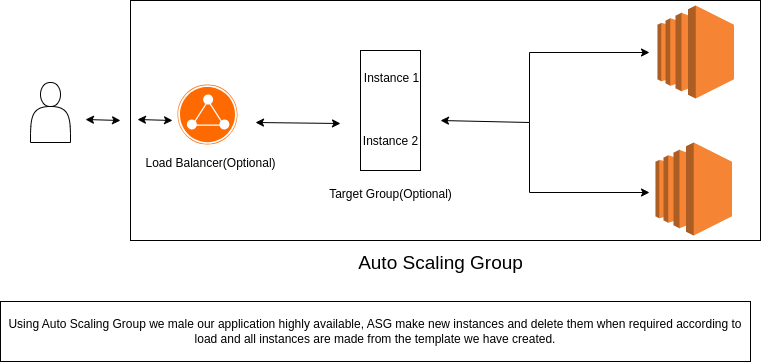 Instance 1
Load Balancer(Optional)
Instance 2
Target Group(Optional)
Auto Scaling Group
Using Auto Scaling Group we male our application highly available, ASG make new instances and delete them when required according to
load and all instances are made from the template we have created.